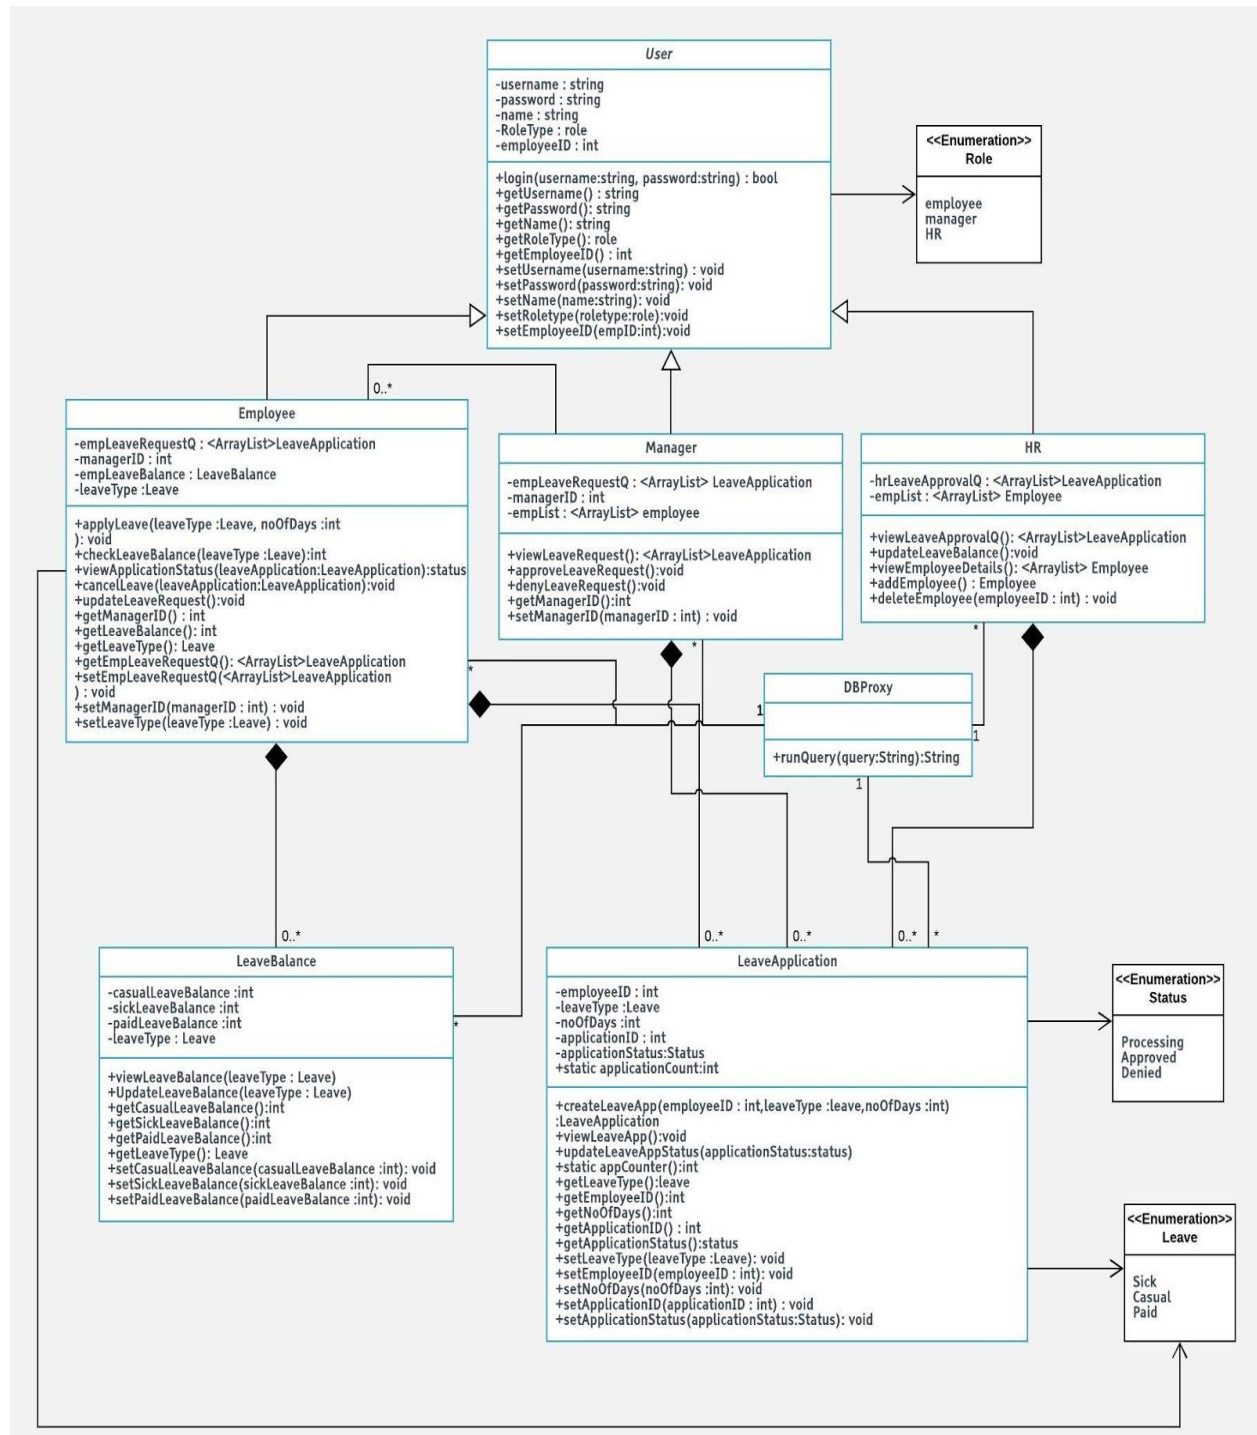 User
-username : string
-password : string
-name : string
-RoleType : role
-employeeID : int
+login(username:string, password:string) : bool
+getUsername() : string
+getPassword(): string
+getName(): string
+getRoleType(): role
+getEmployeeID() : int
+setUsername(username:string) : void
+setPassword(password:string): void
+setName(name:string): void
+setRoletype(roletype:role):void
+setEmployeeID(empID:int):void
<<Enumeration>>
Role
employee
manager
HR
0..*
Employee
-empLeaveRequestQ : <ArrayList>LeaveApplication
-managerID : int
-empLeaveBalance : LeaveBalance
-leaveType :Leave
+applyLeave(leaveType :Leave, noOfDays :int
): void
+checkLeaveBalance(leaveType :Leave):int
+viewApplicationStatus(leaveApplication:LeaveApplication):status
+cancelLeave(leaveApplication:LeaveApplication):void
+updateLeaveRequest():void
+getManagerID() : int
+getLeaveBalance(): int
+getLeaveType(): Leave
+getEmpLeaveRequestQ(): <ArrayList>LeaveApplication
+setEmpLeaveRequestQ(<ArrayList>LeaveApplication
) : void
+setManagerID(managerID : int) : void
+setLeaveType(leaveType :Leave) : void
*
Manager
-empLeaveRequestQ : <ArrayList> LeaveApplication
-managerID : int
-empList : <ArrayList> employee
+viewLeaveRequest(): <ArrayList>LeaveApplication
+approveLeaveRequest():void
+denyLeaveRequest():void
+getManagerID():int
+setManagerID(managerID : int) : void
*
HR
-hrLeaveApprovalQ : <ArrayList>LeaveApplication
-empList : <ArrayList> Employee
+viewLeaveApprovalQ(): <ArrayList>LeaveApplication
+updateLeaveBalance():void
+viewEmployeeDetails(): <Arraylist> Employee
+addEmployee() : Employee
+deleteEmployee(employeeID : int) : void
*
DBProxy
1
1
+runQuery(query:String):String
1
0..*
LeaveBalance
-casualLeaveBalance :int
-sickLeaveBalance :int
-paidLeaveBalance :int
-leaveType : Leave
*
+viewLeaveBalance(leaveType : Leave)
+UpdateLeaveBalance(leaveType : Leave)
+getCasualLeaveBalance():int
+getSickLeaveBalance():int
+getPaidLeaveBalance():int
+getLeaveType(): Leave
+setCasualLeaveBalance(casualLeaveBalance :int): void
+setSickLeaveBalance(sickLeaveBalance :int): void
+setPaidLeaveBalance(paidLeaveBalance :int): void
0..* 0..* 0..* *
LeaveApplication
-employeeID : int
-leaveType :Leave
-noOfDays :int
-applicationID : int
-applicationStatus:Status
+static applicationCount:int
+createLeaveApp(employeeID : int,leaveType :leave,noOfDays :int)
:LeaveApplication
+viewLeaveApp():void
+updateLeaveAppStatus(applicationStatus:status)
+static appCounter():int
+getLeaveType():leave
+getEmployeeID():int
+getNoOfDays():int
+getApplicationID() : int
+getApplicationStatus():status
+setLeaveType(leaveType :Leave): void
+setEmployeeID(employeeID : int): void
+setNoOfDays(noOfDays :int): void
+setApplicationID(applicationID : int) : void
+setApplicationStatus(applicationStatus:Status): void
<<Enumeration>>
Status
Processing
Approved
Denied
<<Enumeration>>
Leave
Sick
Casual
Paid